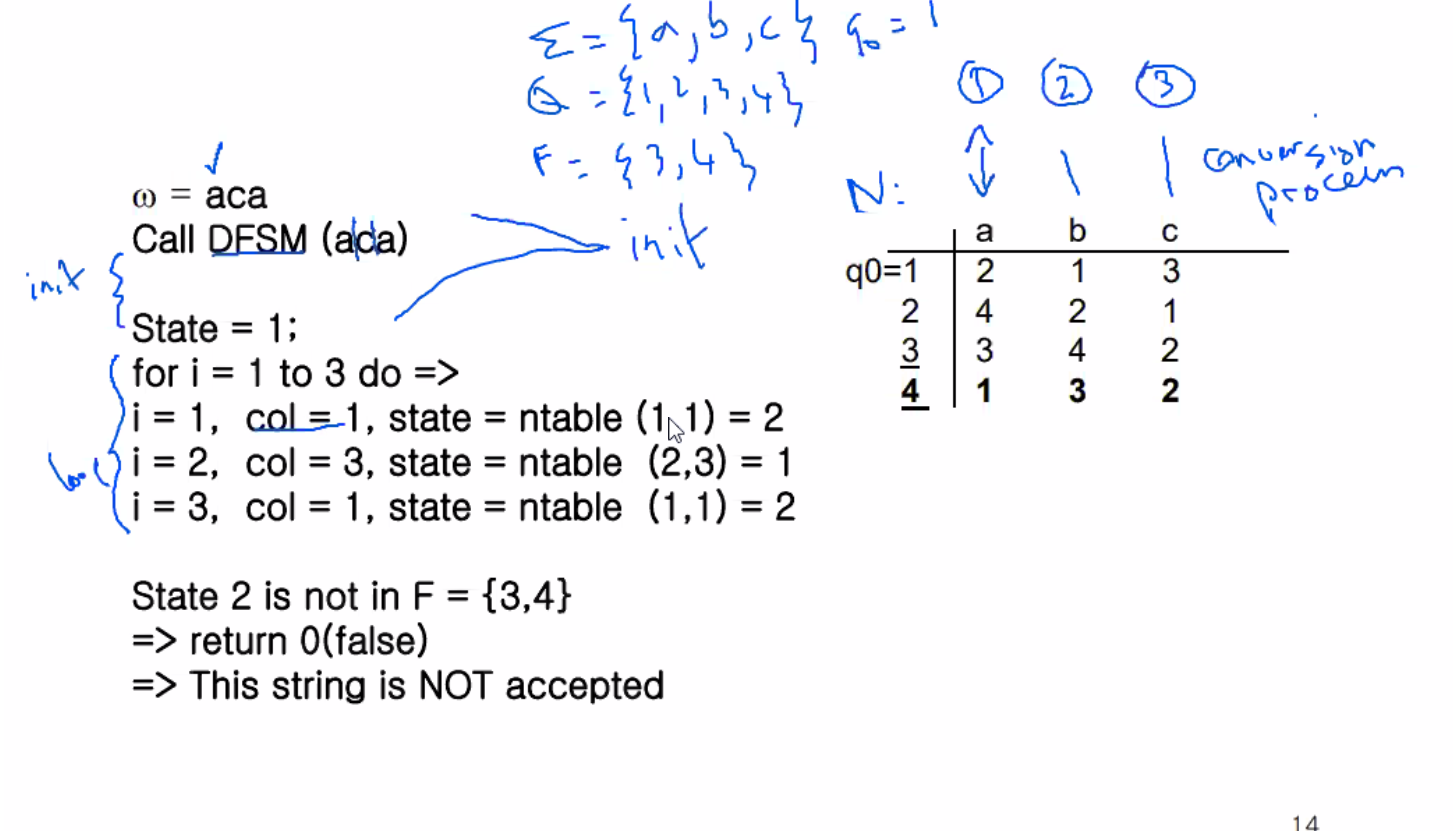 Σ = {a, b, c} q0 = 1
Q = {1, 2, 3, 4}
F = {3, 4}
① ② ③
conversion
process
N:
ω = aca
Call DFSM (aca)
init
init
State = 1;
for i = 1 to 3 do =>
i = 1, col = 1, state = ntable (1,1) = 2
i = 2, col = 3, state = ntable (2,3) = 1
i = 3, col = 1, state = ntable (1,1) = 2
State 2 is not in F = {3,4}
=> return 0(false)
=> This string is NOT accepted
a b c
q0=1 2 1 3
2 4 2 1
3 3 4 2
4 1 3 2
14